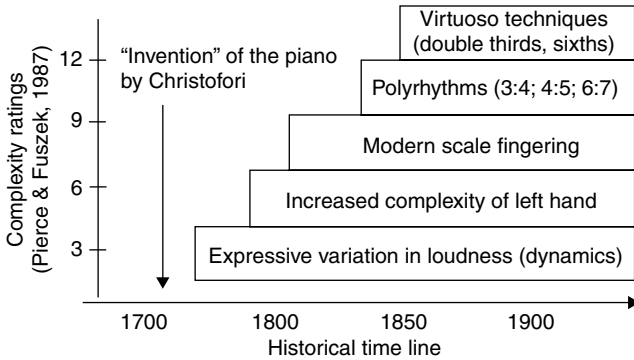 Complexity ratings
(Pierce & Fuszek, 1987)
12
9
6
3
“Invention” of the piano
by Christofori
Virtuoso techniques
(double thirds, sixths)
Polyrhythms (3:4; 4:5; 6:7)
Modern scale fingering
Increased complexity of left hand
Expressive variation in loudness (dynamics)
1700
1800
1850
1900
Historical time line